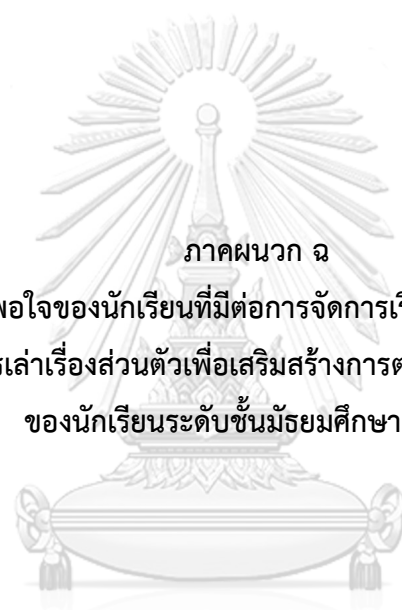 ภาคผนวก ฉ
พอใจของนักเรียนที่มีต่อการจัดการเรี
เล่าเรื่องส่วนตัวเพื่อเสริมสร้างการต
ของนักเรียนระดับชั้นมัธยมศึกษา